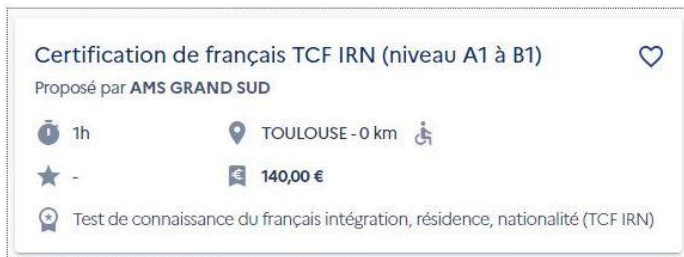 Certification de français TCF IRN (niveau A1 à B1)
Proposé par AMS GRAND SUD
1h
TOULOUSE - 0 km
-
140,00 €
Test de connaissance du français intégration, résidence, nationalité (TCF IRN)